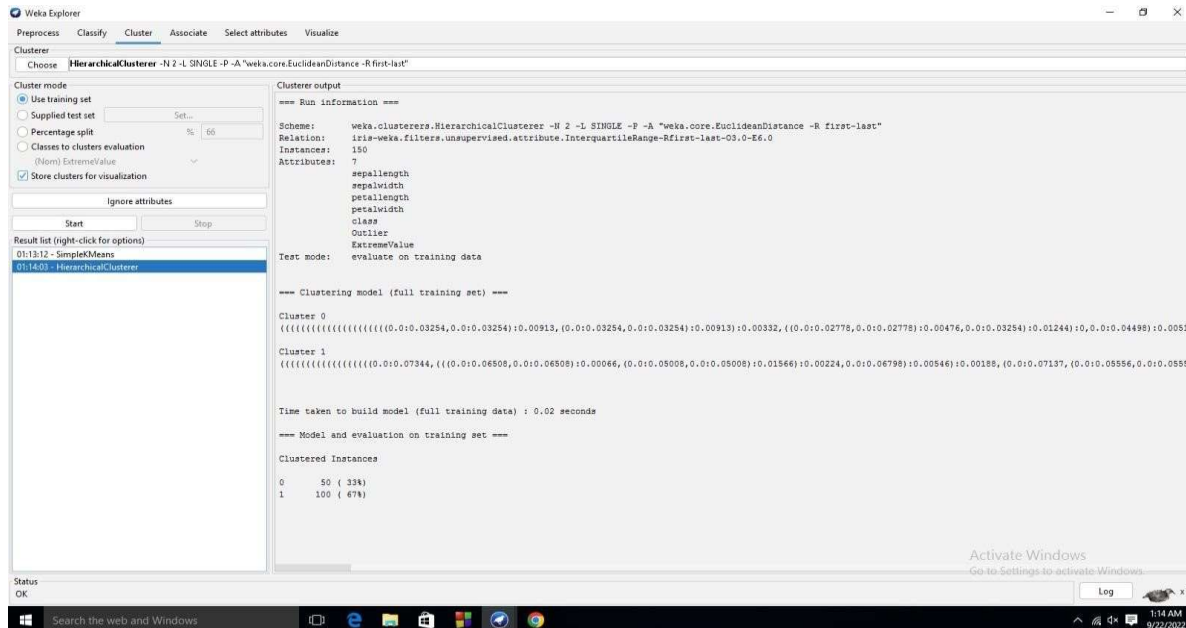 Weka Explorer
Preprocess Classify Cluster Associate Select attributes Visualize
Clusterer
Choose HierarchicalClusterer -N 2 -L SINGLE -P -A "weka.core.EuclideanDistance -R first-last"
Cluster mode
Use training set
Supplied test set Set...
Percentage split % 66
Classes to clusters evaluation
(Nom) ExtremeValue
Store clusters for visualization
Ignore attributes
Start Stop
Result list (right-click for options)
01:13:12 - SimpleKMeans
01:14:03 - HierarchicalClusterer
Clusterer output
=== Run information ===
Scheme: weka.clusterers.HierarchicalClusterer -N 2 -L SINGLE -P -A "weka.core.EuclideanDistance -R first-last"
Relation: iris-weka.filters.unsupervised.attribute.InterquartileRange-Rfirst-last-O3.0-E6.0
Instances: 150
Attributes: 7
sepallength
sepalwidth
petallength
petalwidth
class
Outlier
ExtremeValue
Test mode: evaluate on training data
=== Clustering model (full training set) ===
Cluster 0
((((((((((((((((((((((0.0:0.03254,0.0:0.03254):0.00913,(0.0:0.03254,0.0:0.03254):0.00913):0.00332,((0.0:0.02778,0.0:0.02778):0.00476,0.0:0.03254):0.01244):0,0.0:0.04498):0.0051
Cluster 1
((((((((((((((((((0.0:0.07344,(((0.0:0.06508,0.0:0.06508):0.00066,(0.0:0.05008,0.0:0.05008):0.01566):0.00224,0.0:0.06798):0.00546):0.00188,(0.0:0.07137,(0.0:0.05556,0.0:0.0555
Time taken to build model (full training data) : 0.02 seconds
=== Model and evaluation on training set ===
Clustered Instances
0 50 ( 33%)
1 100 ( 67%)
Activate Windows
Go to Settings to activate Windows.
Status
OK
Log
x
Search the web and Windows
1:14 AM
9/22/2022